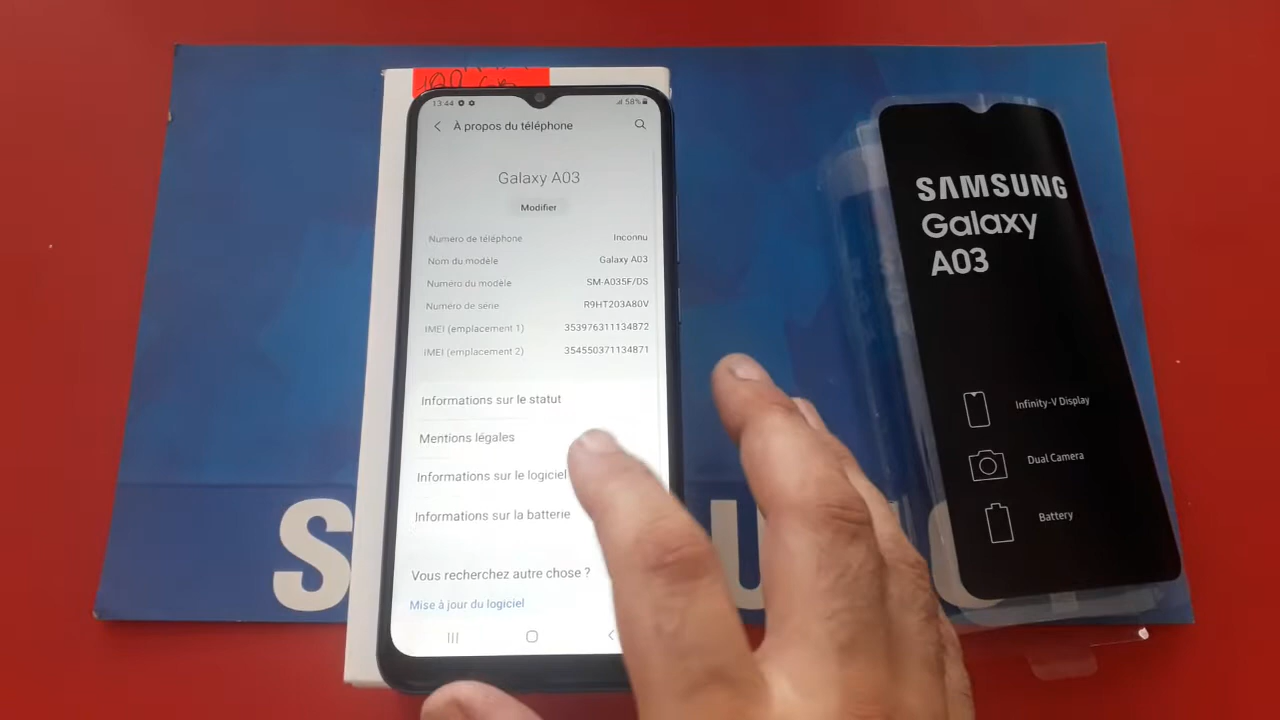 13:44
58%
À propos du téléphone
Galaxy A03
Modifier
Numéro de téléphone Inconnu
Nom du modèle Galaxy A03
Numéro du modèle SM-A035F/DS
Numéro de série R9HT203A80V
IMEI (emplacement 1) 353976311134872
IMEI (emplacement 2) 354550371134871
Informations sur le statut
Mentions légales
Informations sur le logiciel
Informations sur la batterie
Vous recherchez autre chose ?
Mise à jour du logiciel
SAMSUNG
Galaxy
A03
Infinity-V Display
Dual Camera
Battery